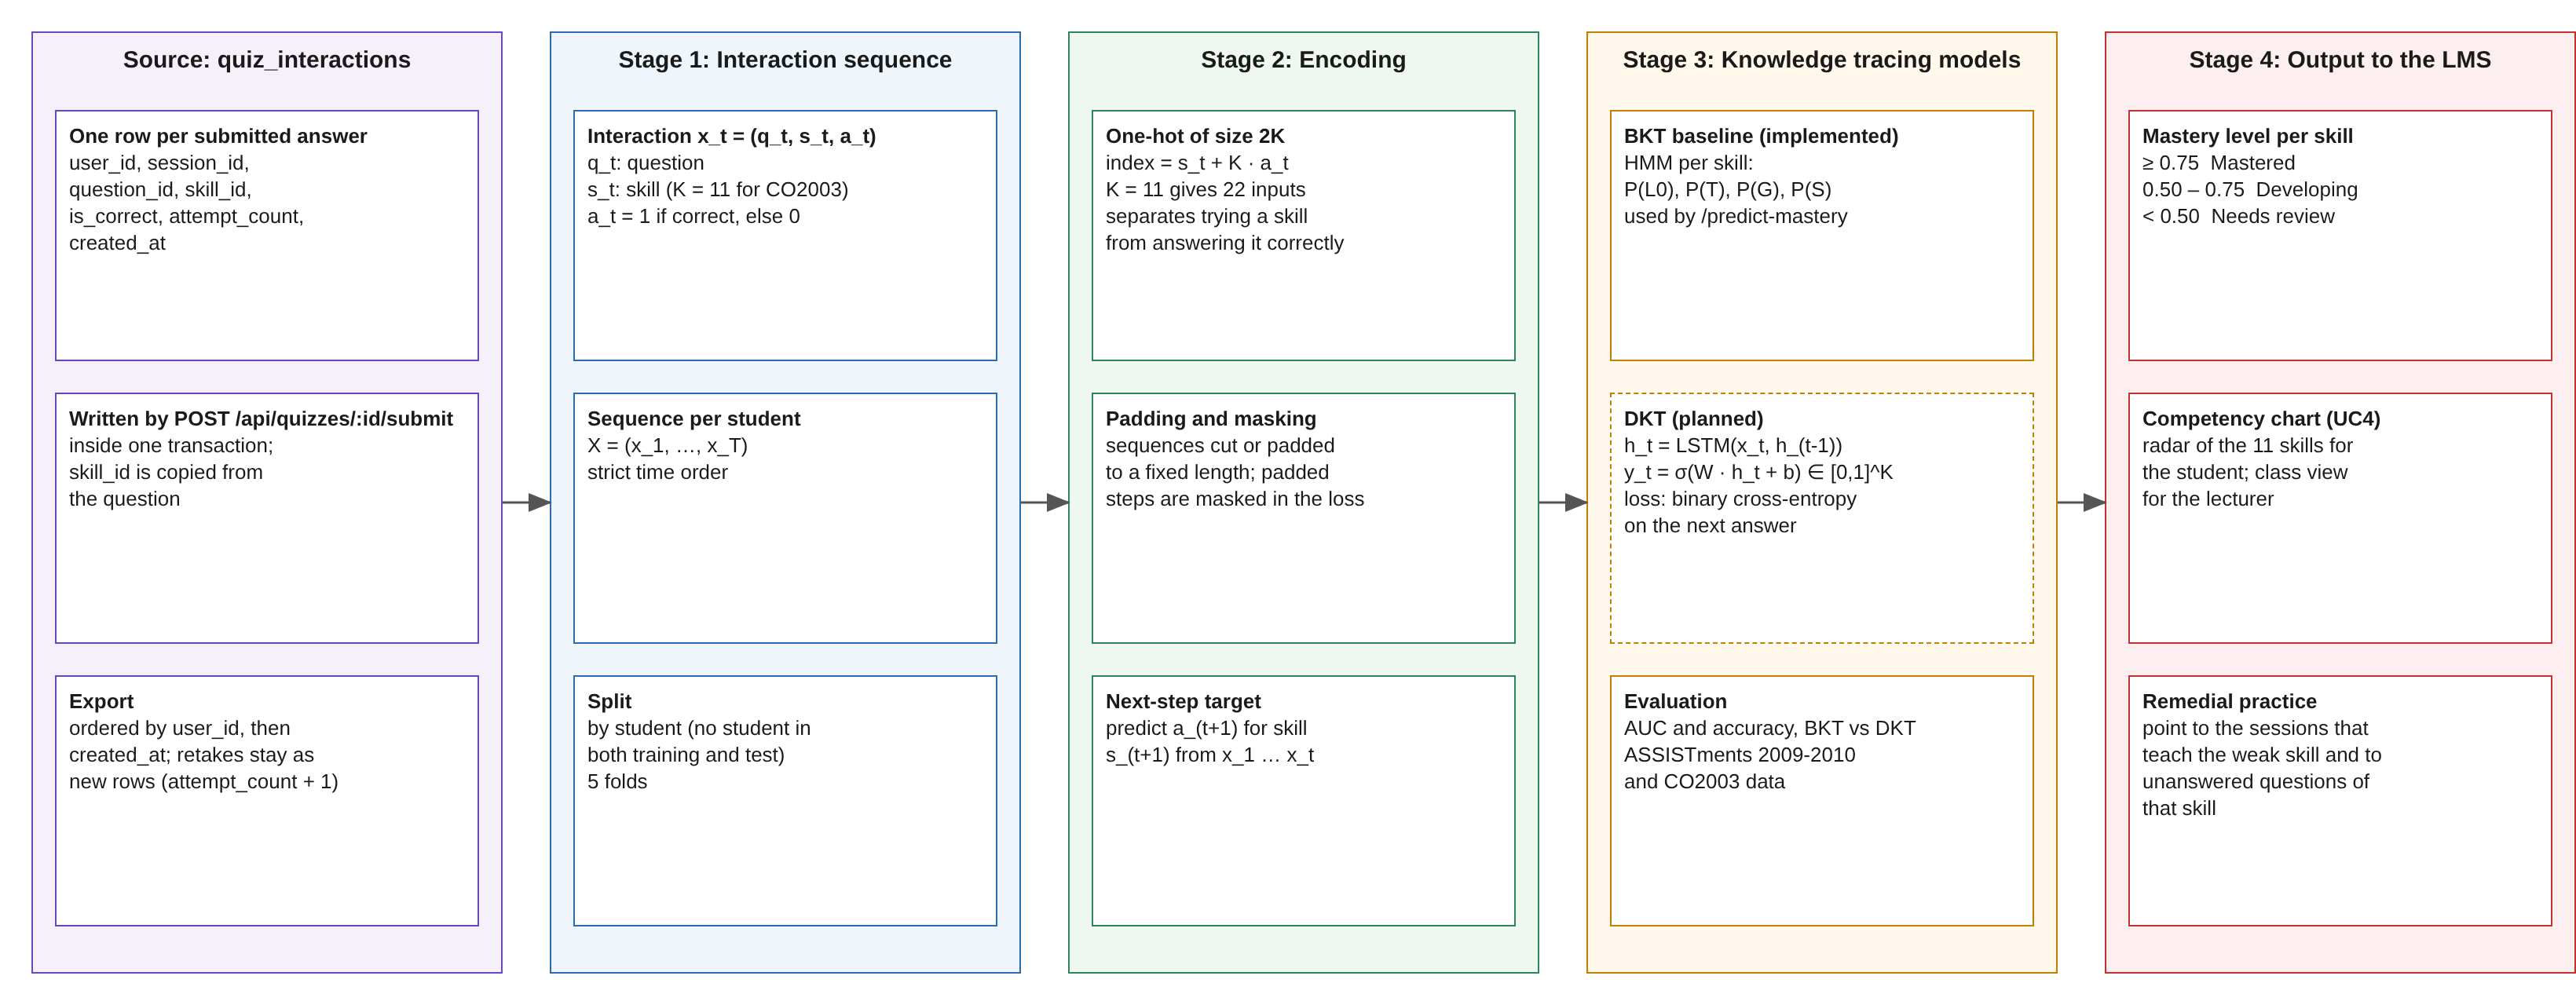 Source: quiz_interactions
One row per submitted answer
user_id, session_id,
question_id, skill_id,
is_correct, attempt_count,
created_at
Written by POST /api/quizzes/:id/submit
inside one transaction;
skill_id is copied from
the question
Export
ordered by user_id, then
created_at; retakes stay as
new rows (attempt_count + 1)
Stage 1: Interaction sequence
Interaction x_t = (q_t, s_t, a_t)
q_t: question
s_t: skill (K = 11 for CO2003)
a_t = 1 if correct, else 0
Sequence per student
X = (x_1, …, x_T)
strict time order
Split
by student (no student in
both training and test)
5 folds
Stage 2: Encoding
One-hot of size 2K
index = s_t + K · a_t
K = 11 gives 22 inputs
separates trying a skill
from answering it correctly
Padding and masking
sequences cut or padded
to a fixed length; padded
steps are masked in the loss
Next-step target
predict a_(t+1) for skill
s_(t+1) from x_1 … x_t
Stage 3: Knowledge tracing models
BKT baseline (implemented)
HMM per skill:
P(L0), P(T), P(G), P(S)
used by /predict-mastery
DKT (planned)
h_t = LSTM(x_t, h_(t-1))
y_t = σ(W · h_t + b) ∈ [0,1]^K
loss: binary cross-entropy
on the next answer
Evaluation
AUC and accuracy, BKT vs DKT
ASSISTments 2009-2010
and CO2003 data
Stage 4: Output to the LMS
Mastery level per skill
≥ 0.75 Mastered
0.50 – 0.75 Developing
< 0.50 Needs review
Competency chart (UC4)
radar of the 11 skills for
the student; class view
for the lecturer
Remedial practice
point to the sessions that
teach the weak skill and to
unanswered questions of
that skill